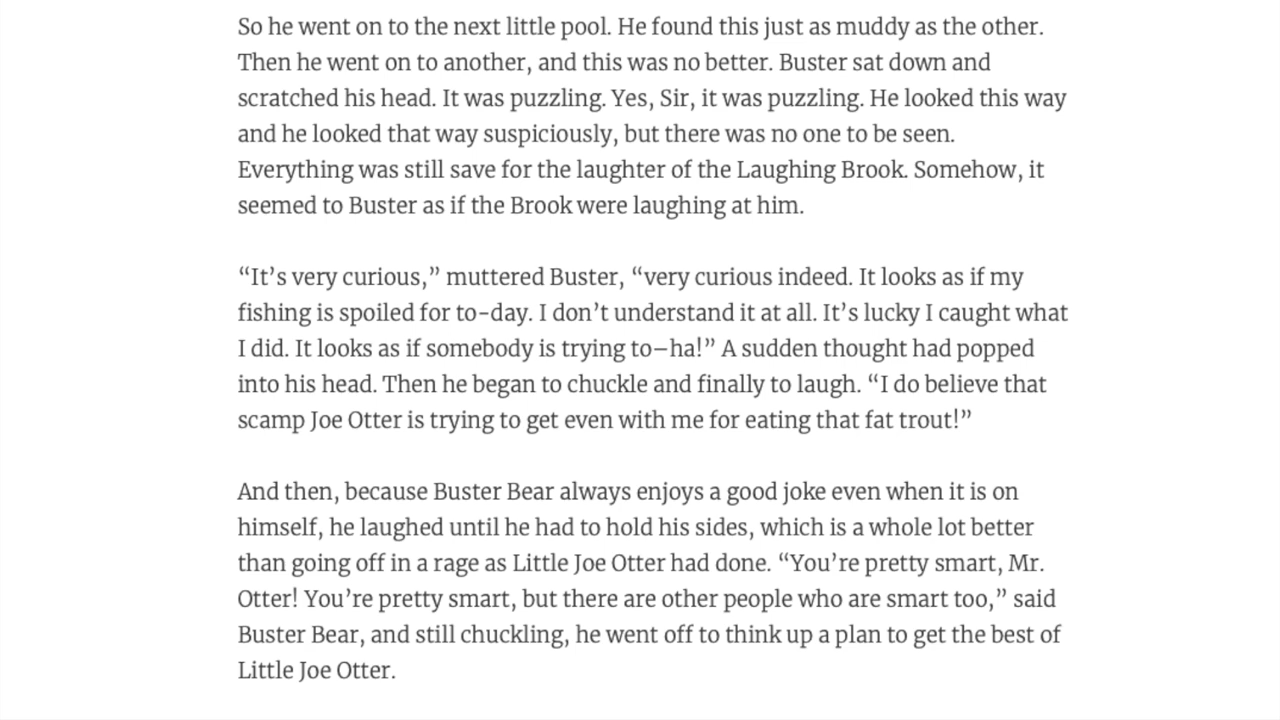 So he went on to the next little pool. He found this just as muddy as the other.
Then he went on to another, and this was no better. Buster sat down and
scratched his head. It was puzzling. Yes, Sir, it was puzzling. He looked this way
and he looked that way suspiciously, but there was no one to be seen.
Everything was still save for the laughter of the Laughing Brook. Somehow, it
seemed to Buster as if the Brook were laughing at him.
“It’s very curious,” muttered Buster, “very curious indeed. It looks as if my
fishing is spoiled for to-day. I don’t understand it at all. It’s lucky I caught what
I did. It looks as if somebody is trying to–ha!” A sudden thought had popped
into his head. Then he began to chuckle and finally to laugh. “I do believe that
scamp Joe Otter is trying to get even with me for eating that fat trout!”
And then, because Buster Bear always enjoys a good joke even when it is on
himself, he laughed until he had to hold his sides, which is a whole lot better
than going off in a rage as Little Joe Otter had done. “You’re pretty smart, Mr.
Otter! You’re pretty smart, but there are other people who are smart too,” said
Buster Bear, and still chuckling, he went off to think up a plan to get the best of
Little Joe Otter.